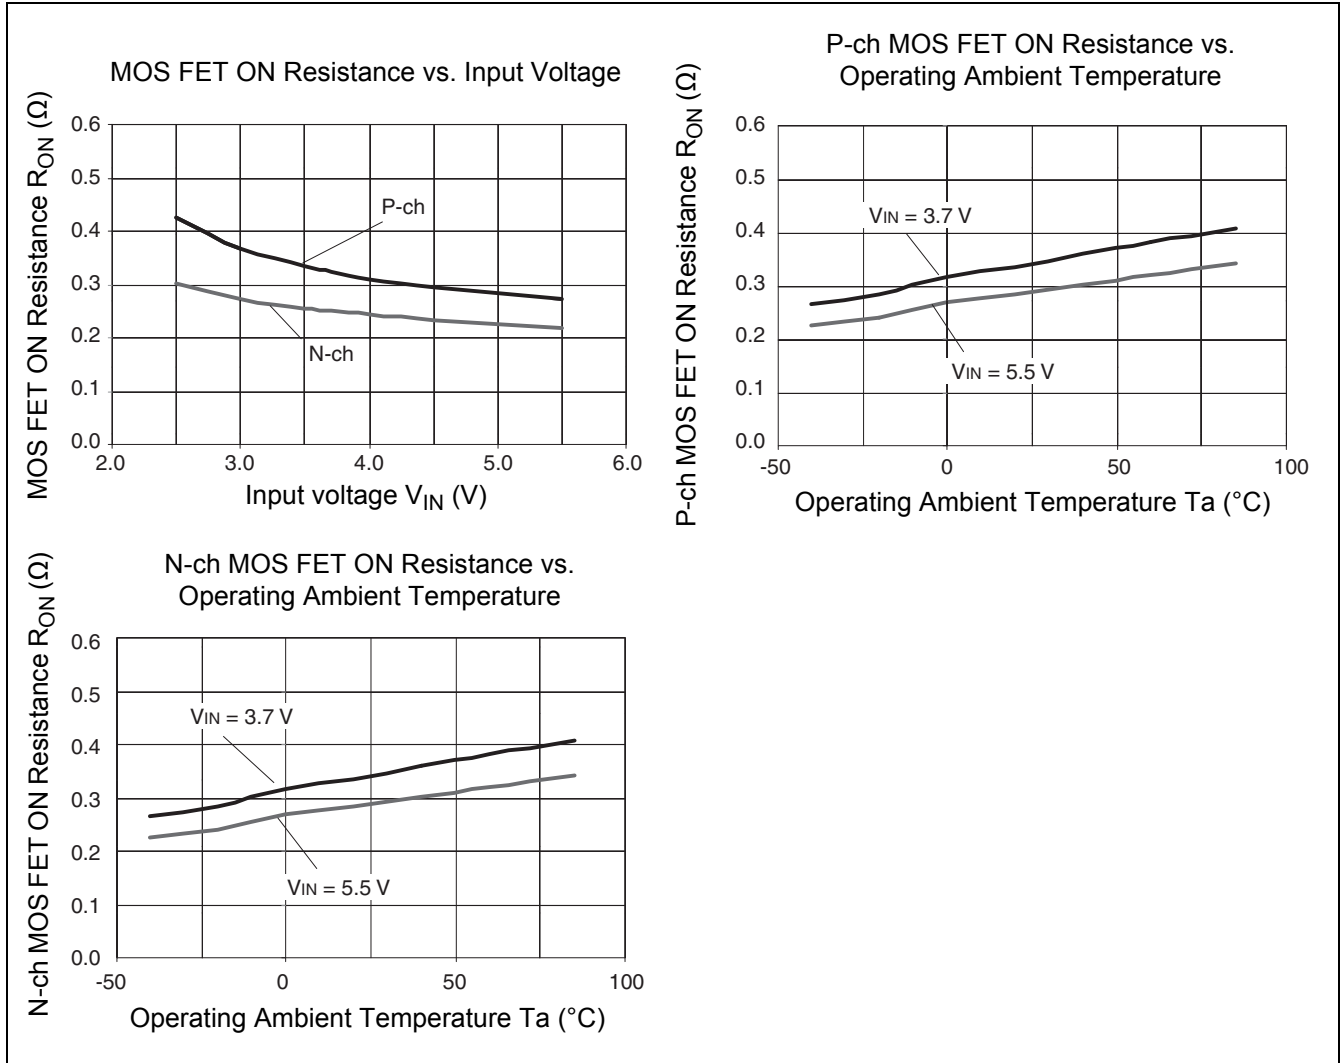 MOS FET ON Resistance vs. Input Voltage
MOS FET ON Resistance RON (Ω)
0.6
0.5
0.4
0.3
0.2
0.1
0.0
P-ch
N-ch
2.0 3.0 4.0 5.0 6.0
Input voltage VIN (V)
P-ch MOS FET ON Resistance vs.
Operating Ambient Temperature
P-ch MOS FET ON Resistance RON (Ω)
0.6
0.5
0.4
0.3
0.2
0.1
0.0
VIN = 3.7 V
VIN = 5.5 V
-50 0 50 100
Operating Ambient Temperature Ta (°C)
N-ch MOS FET ON Resistance vs.
Operating Ambient Temperature
N-ch MOS FET ON Resistance RON (Ω)
0.6
0.5
0.4
0.3
0.2
0.1
0.0
VIN = 3.7 V
VIN = 5.5 V
-50 0 50 100
Operating Ambient Temperature Ta (°C)